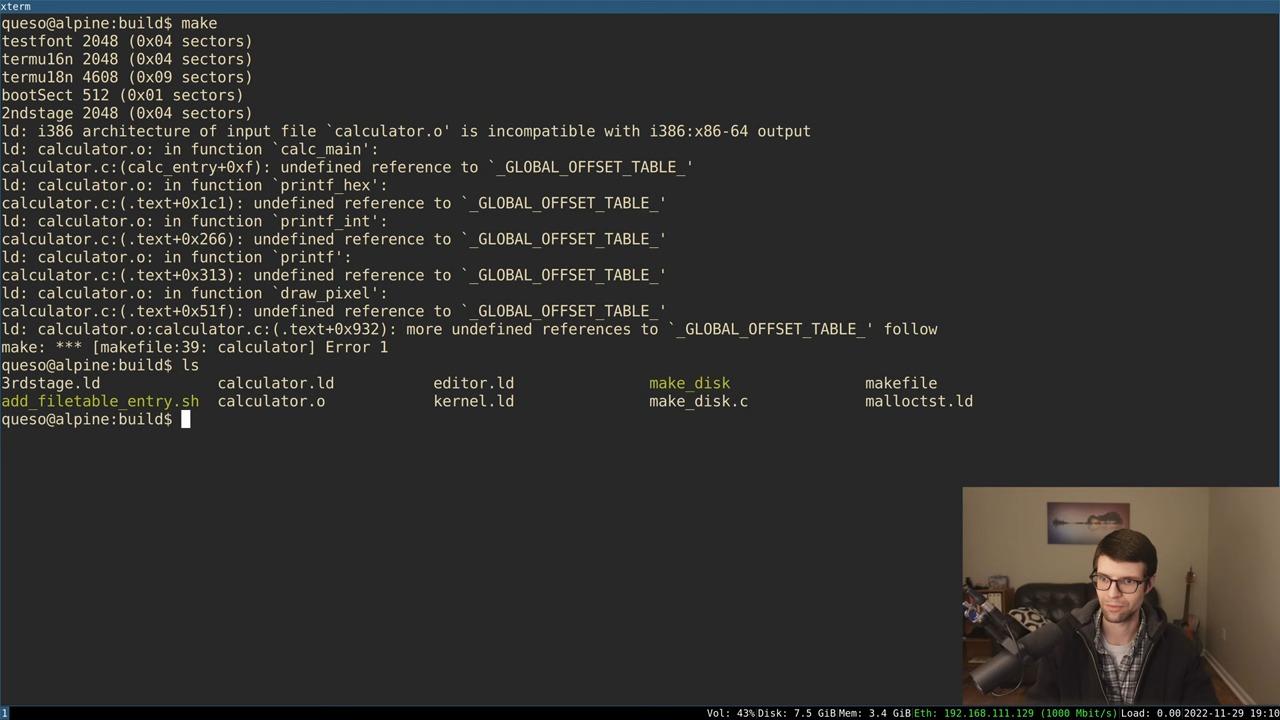 xterm
queso@alpine:build$ make
testfont 2048 (0x04 sectors)
termu16n 2048 (0x04 sectors)
termu18n 4608 (0x09 sectors)
bootSect 512 (0x01 sectors)
2ndstage 2048 (0x04 sectors)
ld: i386 architecture of input file `calculator.o' is incompatible with i386:x86-64 output
ld: calculator.o: in function `calc_main':
calculator.c:(calc_entry+0xf): undefined reference to `_GLOBAL_OFFSET_TABLE_'
ld: calculator.o: in function `printf_hex':
calculator.c:(.text+0x1c1): undefined reference to `_GLOBAL_OFFSET_TABLE_'
ld: calculator.o: in function `printf_int':
calculator.c:(.text+0x266): undefined reference to `_GLOBAL_OFFSET_TABLE_'
ld: calculator.o: in function `printf':
calculator.c:(.text+0x313): undefined reference to `_GLOBAL_OFFSET_TABLE_'
ld: calculator.o: in function `draw_pixel':
calculator.c:(.text+0x51f): undefined reference to `_GLOBAL_OFFSET_TABLE_'
ld: calculator.o:calculator.c:(.text+0x932): more undefined references to `_GLOBAL_OFFSET_TABLE_' follow
make: *** [makefile:39: calculator] Error 1
queso@alpine:build$ ls
3rdstage.ld calculator.ld editor.ld make_disk makefile
add_filetable_entry.sh calculator.o kernel.ld make_disk.c malloctst.ld
queso@alpine:build$
1 Vol: 43% Disk: 7.5 GiB Mem: 3.4 GiB Eth: 192.168.111.129 (1000 Mbit/s) Load: 0.00 2022-11-29 19:10